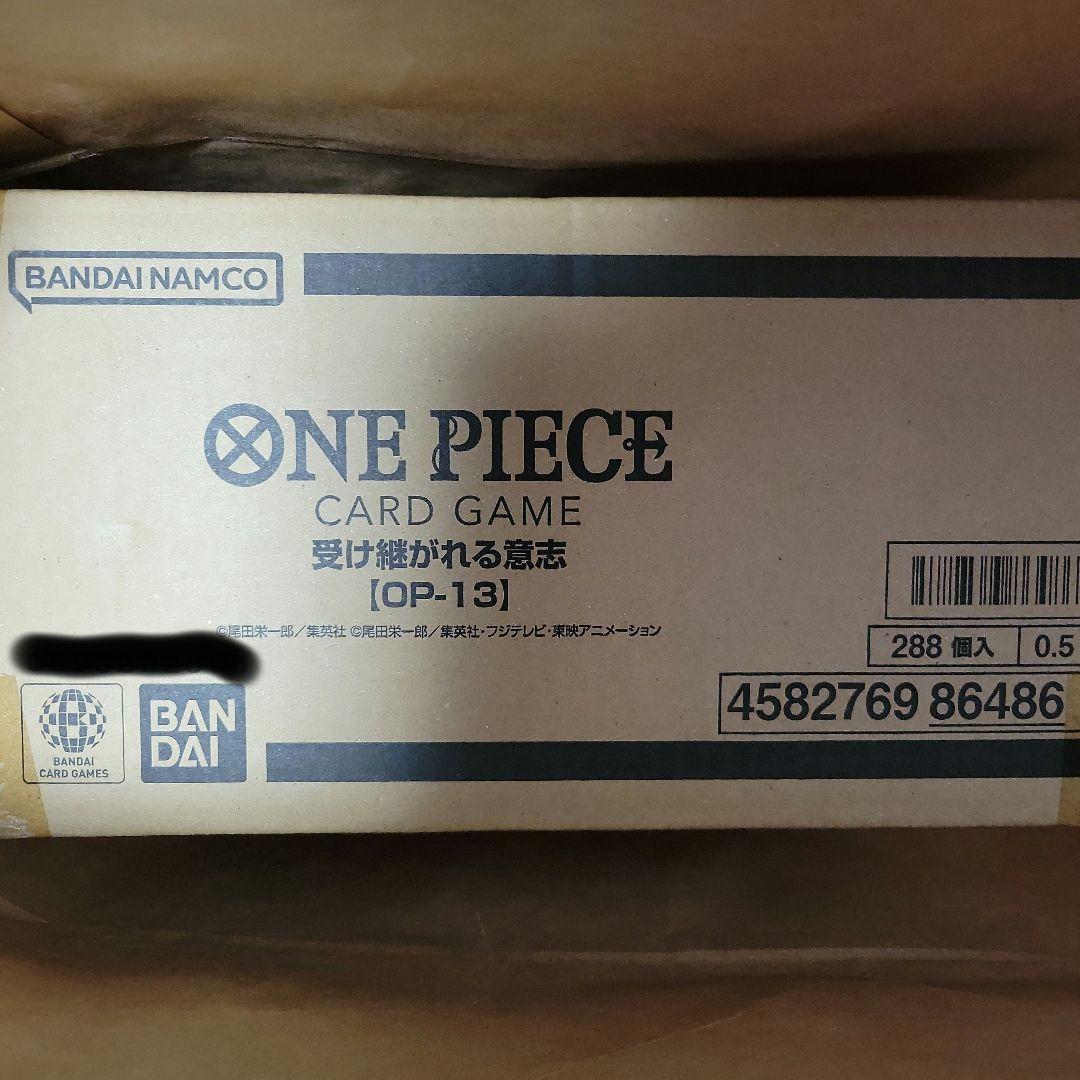 BANDAI NAMCO
ONE PIECE
CARD GAME
受け継がれる意志
【OP-13】
©尾田栄一郎／集英社 ©尾田栄一郎／集英社・フジテレビ・東映アニメーション
288 個入
0.5
4582769 86486
BANDAI
CARD GAMES
BAN
DAI